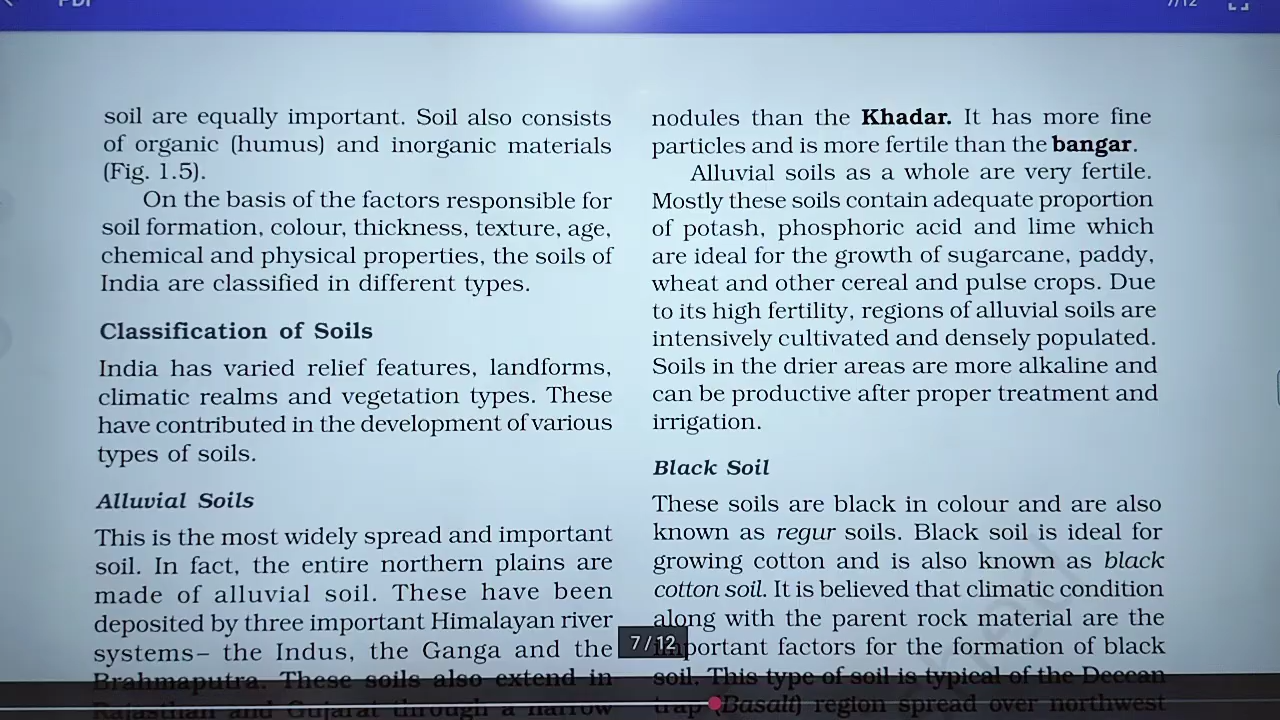 PDF
7/12
soil are equally important. Soil also consists
of organic (humus) and inorganic materials
(Fig. 1.5).
On the basis of the factors responsible for
soil formation, colour, thickness, texture, age,
chemical and physical properties, the soils of
India are classified in different types.
Classification of Soils
India has varied relief features, landforms,
climatic realms and vegetation types. These
have contributed in the development of various
types of soils.
Alluvial Soils
This is the most widely spread and important
soil. In fact, the entire northern plains are
made of alluvial soil. These have been
deposited by three important Himalayan river
systems– the Indus, the Ganga and the
Brahmaputra. These soils also extend in
Rajasthan and Gujarat through a narrow
nodules than the Khadar. It has more fine
particles and is more fertile than the bangar.
Alluvial soils as a whole are very fertile.
Mostly these soils contain adequate proportion
of potash, phosphoric acid and lime which
are ideal for the growth of sugarcane, paddy,
wheat and other cereal and pulse crops. Due
to its high fertility, regions of alluvial soils are
intensively cultivated and densely populated.
Soils in the drier areas are more alkaline and
can be productive after proper treatment and
irrigation.
Black Soil
These soils are black in colour and are also
known as regur soils. Black soil is ideal for
growing cotton and is also known as black
cotton soil. It is believed that climatic condition
along with the parent rock material are the
important factors for the formation of black
soil. This type of soil is typical of the Deccan
trap (Basalt) region spread over northwest
7/12